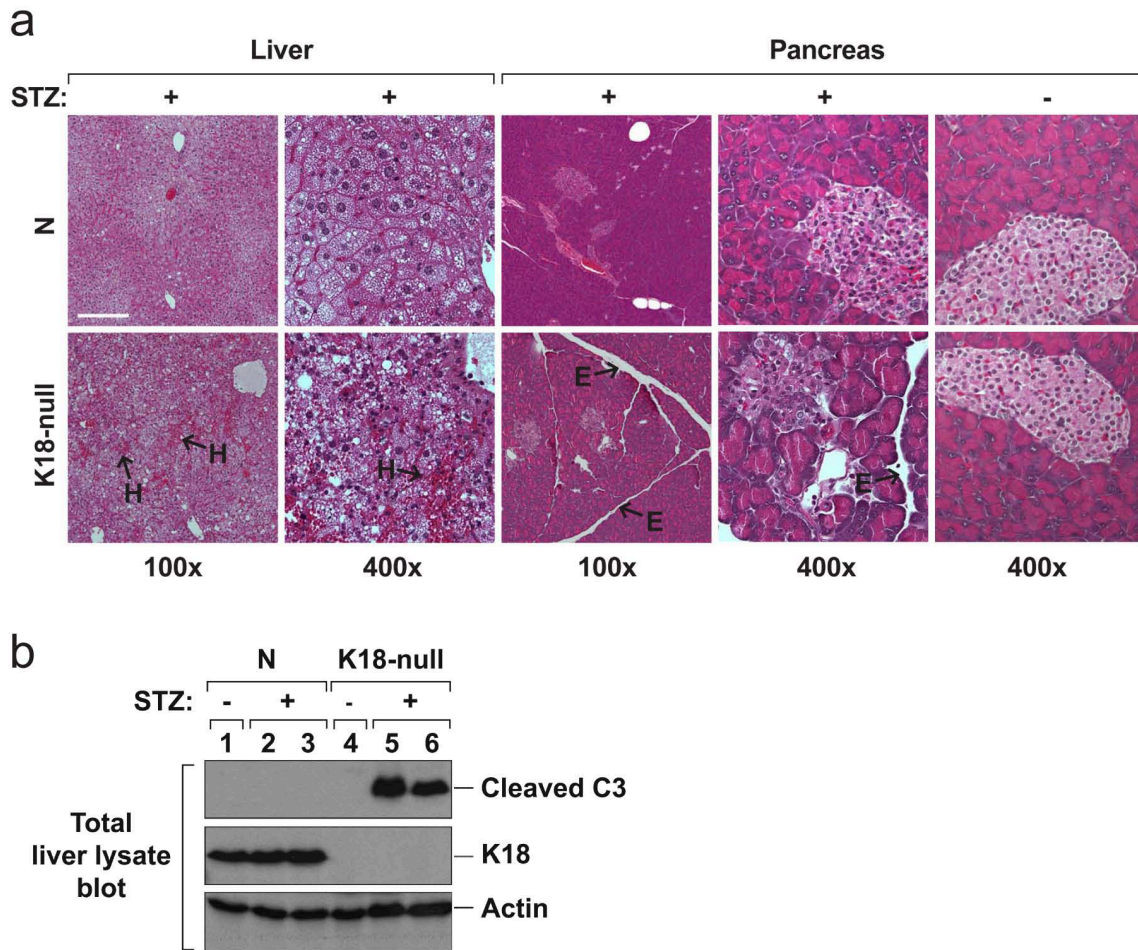 a
Liver Pancreas
STZ: + + + + -
N
H H H E E E
K18-null
100x 400x 100x 400x 400x
b
N K18-null
STZ: - + - +
1 2 3 4 5 6
Cleaved C3
Total
liver lysate
blot
K18
Actin